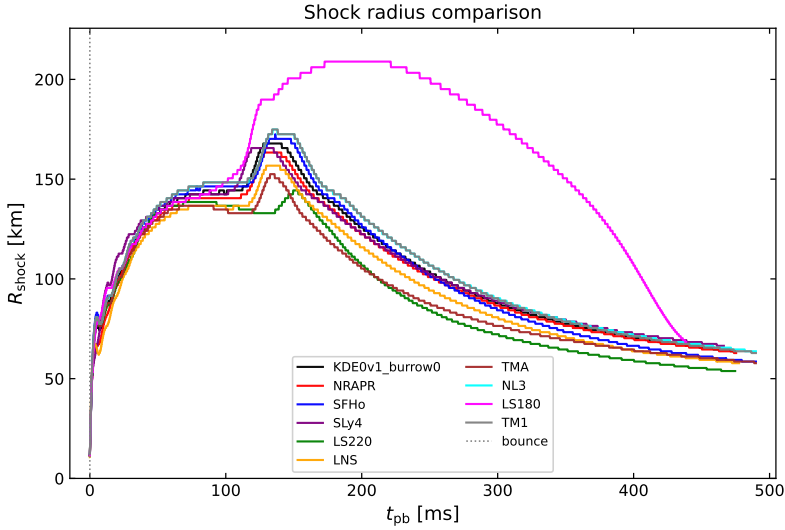 Shock radius comparison
R_shock [km]
200
150
100
50
0
KDE0v1_burrow0
NRAPR
SFHo
SLy4
LS220
LNS
TMA
NL3
LS180
TM1
bounce
0 100 200 300 400 500
t_pb [ms]